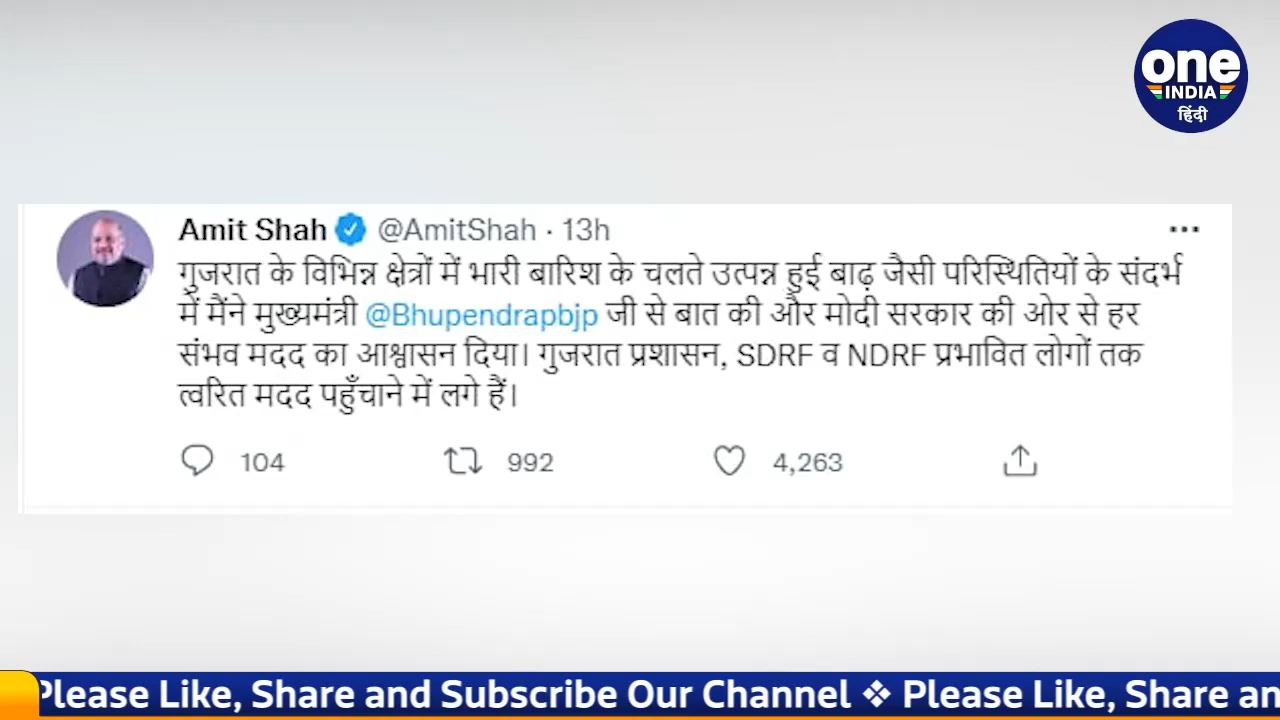 one
INDIA
हिंदी
Amit Shah @AmitShah · 13h
गुजरात के विभिन्न क्षेत्रों में भारी बारिश के चलते उत्पन्न हुई बाढ़ जैसी परिस्थितियों के संदर्भ
में मैंने मुख्यमंत्री @Bhupendrapbjp जी से बात की और मोदी सरकार की ओर से हर
संभव मदद का आश्वासन दिया। गुजरात प्रशासन, SDRF व NDRF प्रभावित लोगों तक
त्वरित मदद पहुँचाने में लगे हैं।
104 992 4,263
Please Like, Share and Subscribe Our Channel ❖ Please Like, Share an